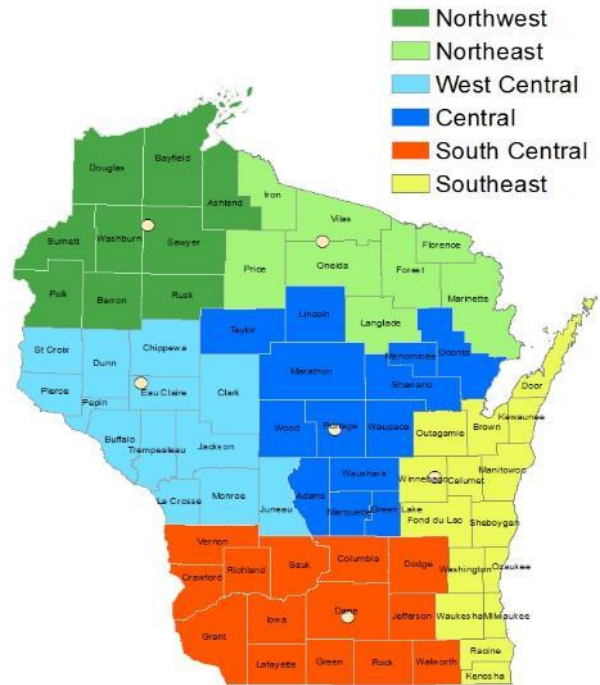 Northwest
Northeast
West Central
Central
South Central
Southeast
Douglas
Bayfield
Ashland
Iron
Vilas
Burnett
Washburn
Sawyer
Price
Oneida
Florence
Forest
Marinette
Polk
Barron
Rusk
Taylor
Lincoln
Langlade
Oconto
St Croix
Dunn
Chippewa
Clark
Marathon
Menominee
Shawano
Door
Pierce
Pepin
Eau Claire
Wood
Portage
Waupaca
Outagamie
Brown
Kewaunee
Buffalo
Trempealeau
Jackson
Waushara
Winnebago
Calumet
Manitowoc
La Crosse
Monroe
Juneau
Adams
Marquette
Green Lake
Fond du Lac
Sheboygan
Vernon
Crawford
Richland
Sauk
Columbia
Dodge
Washington
Ozaukee
Grant
Iowa
Dane
Jefferson
Waukesha
Milwaukee
Lafayette
Green
Rock
Walworth
Racine
Kenosha